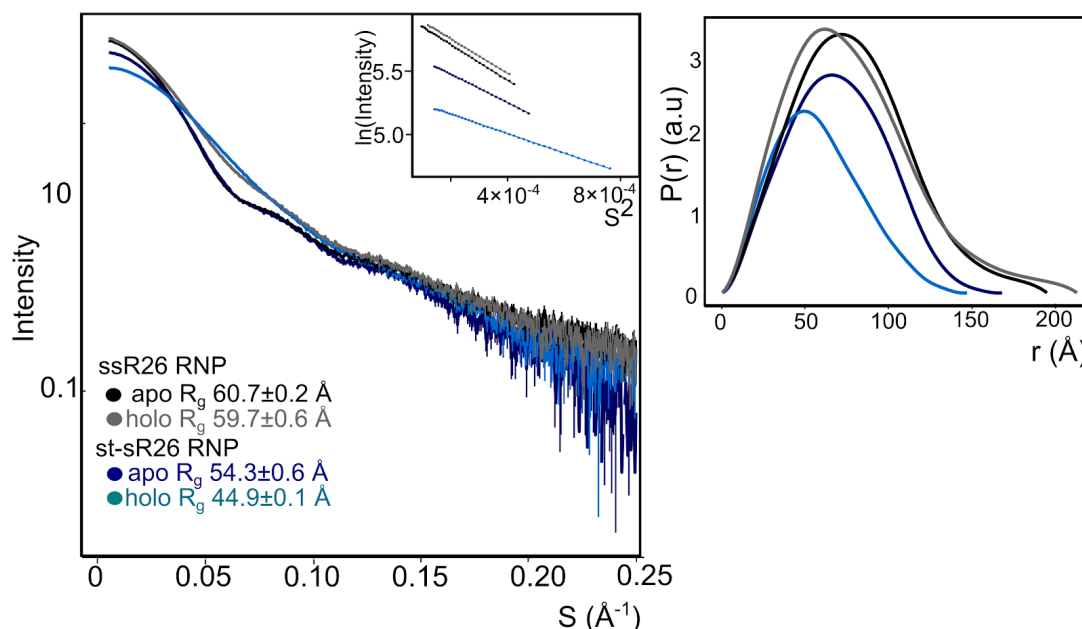 10
0.1
Intensity
ln(Intensity)
5.5
5.0
4×10⁻⁴
8×10⁻⁴
S²
ssR26 RNP
apo Rg 60.7±0.2 Å
holo Rg 59.7±0.6 Å
st-sR26 RNP
apo Rg 54.3±0.6 Å
holo Rg 44.9±0.1 Å
0
0.05
0.10
0.15
0.20
0.25
S (Å⁻¹)
P(r) (a.u)
3
2
1
0
0
50
100
150
200
r (Å)